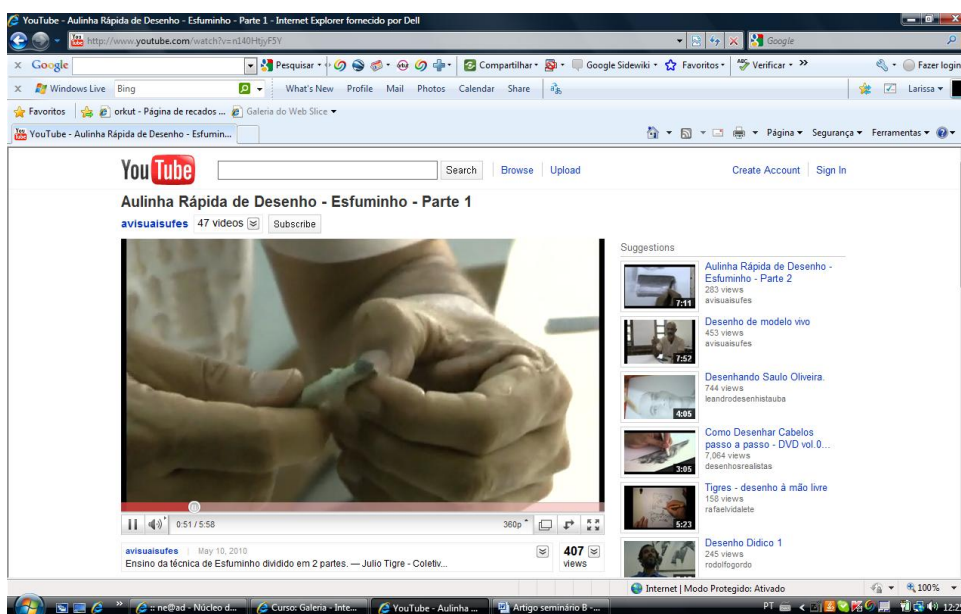 YouTube - Aulinha Rápida de Desenho - Esfuminho - Parte 1 - Internet Explorer fornecido por Dell
http://www.youtube.com/watch?v=n140HtjyF5Y
Google
x Google Pesquisar Compartilhar Google Sidewiki Favoritos Verificar » Fazer login
x Windows Live Bing What's New Profile Mail Photos Calendar Share Larissa
Favoritos orkut - Página de recados ... Galeria do Web Slice
YouTube - Aulinha Rápida de Desenho - Esfumin... Página Segurança Ferramentas
YouTube Search Browse Upload Create Account Sign In
Aulinha Rápida de Desenho - Esfuminho - Parte 1
avisuaisufes 47 videos Subscribe
Suggestions
Aulinha Rápida de Desenho -
Esfuminho - Parte 2
283 views
avisuaisufes
7:11
Desenho de modelo vivo
453 views
avisuaisufes
7:52
Desenhando Saulo Oliveira.
744 views
leandrodesenhistauba
4:05
Como Desenhar Cabelos
passo a passo - DVD vol.0...
7,064 views
desenhosrealistas
3:05
Tigres - desenho à mão livre
158 views
rafaelvidalete
5:23
Desenho Didico 1
245 views
rodolfogordo
0:51 / 5:58 360p
avisuaisufes May 10, 2010 407
Ensino da técnica de Esfuminho dividido em 2 partes. — Julio Tigre - Coletiv... views
Internet | Modo Protegido: Ativado 100%
:: ne@ad - Núcleo d... Curso: Galeria - Inte... YouTube - Aulinha ... Artigo seminário B -... PT